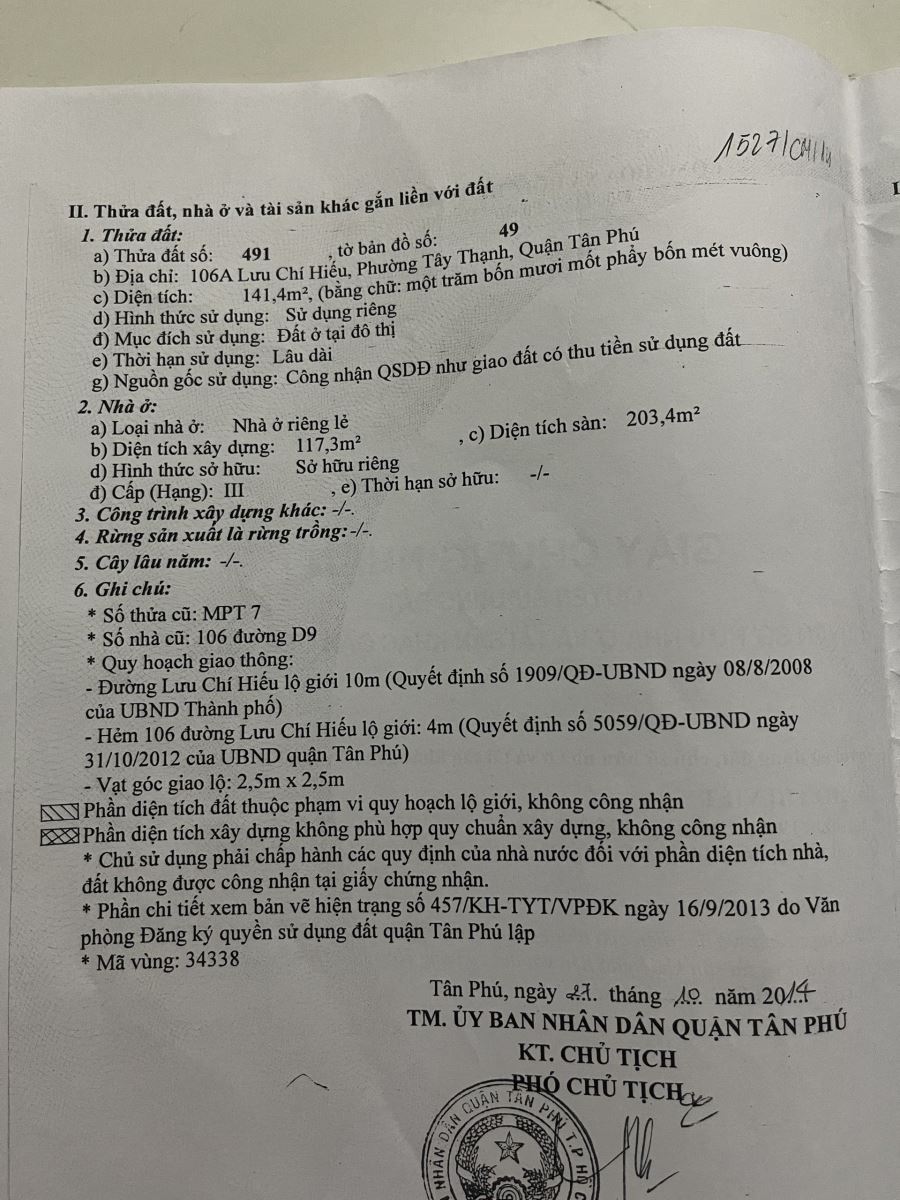 1527/CM
II. Thửa đất, nhà ở và tài sản khác gắn liền với đất
1. Thửa đất:
a) Thửa đất số: 491 , tờ bản đồ số: 49
b) Địa chỉ: 106A Lưu Chí Hiếu, Phường Tây Thạnh, Quận Tân Phú
c) Diện tích: 141,4m², (bằng chữ: một trăm bốn mươi mốt phẩy bốn mét vuông)
d) Hình thức sử dụng: Sử dụng riêng
đ) Mục đích sử dụng: Đất ở tại đô thị
e) Thời hạn sử dụng: Lâu dài
g) Nguồn gốc sử dụng: Công nhận QSDĐ như giao đất có thu tiền sử dụng đất
2. Nhà ở:
a) Loại nhà ở: Nhà ở riêng lẻ
b) Diện tích xây dựng: 117,3m² , c) Diện tích sàn: 203,4m²
d) Hình thức sở hữu: Sở hữu riêng
đ) Cấp (Hạng): III , e) Thời hạn sở hữu: -/-
3. Công trình xây dựng khác: -/-.
4. Rừng sản xuất là rừng trồng: -/-.
5. Cây lâu năm: -/-.
6. Ghi chú:
* Số thửa cũ: MPT 7
* Số nhà cũ: 106 đường D9
* Quy hoạch giao thông:
- Đường Lưu Chí Hiếu lộ giới 10m (Quyết định số 1909/QĐ-UBND ngày 08/8/2008
của UBND Thành phố)
- Hẻm 106 đường Lưu Chí Hiếu lộ giới: 4m (Quyết định số 5059/QĐ-UBND ngày
31/10/2012 của UBND quận Tân Phú)
- Vạt góc giao lộ: 2,5m x 2,5m
Phần diện tích đất thuộc phạm vi quy hoạch lộ giới, không công nhận
Phần diện tích xây dựng không phù hợp quy chuẩn xây dựng, không công nhận
* Chủ sử dụng phải chấp hành các quy định của nhà nước đối với phần diện tích nhà,
đất không được công nhận tại giấy chứng nhận.
* Phần chi tiết xem bản vẽ hiện trạng số 457/KH-TYT/VPĐK ngày 16/9/2013 do Văn
phòng Đăng ký quyền sử dụng đất quận Tân Phú lập
* Mã vùng: 34338
Tân Phú, ngày 27. tháng 10. năm 2014
TM. ỦY BAN NHÂN DÂN QUẬN TÂN PHÚ
KT. CHỦ TỊCH
PHÓ CHỦ TỊCH
NHÂN DÂN QUẬN TÂN PHÚ T.P HỒ C